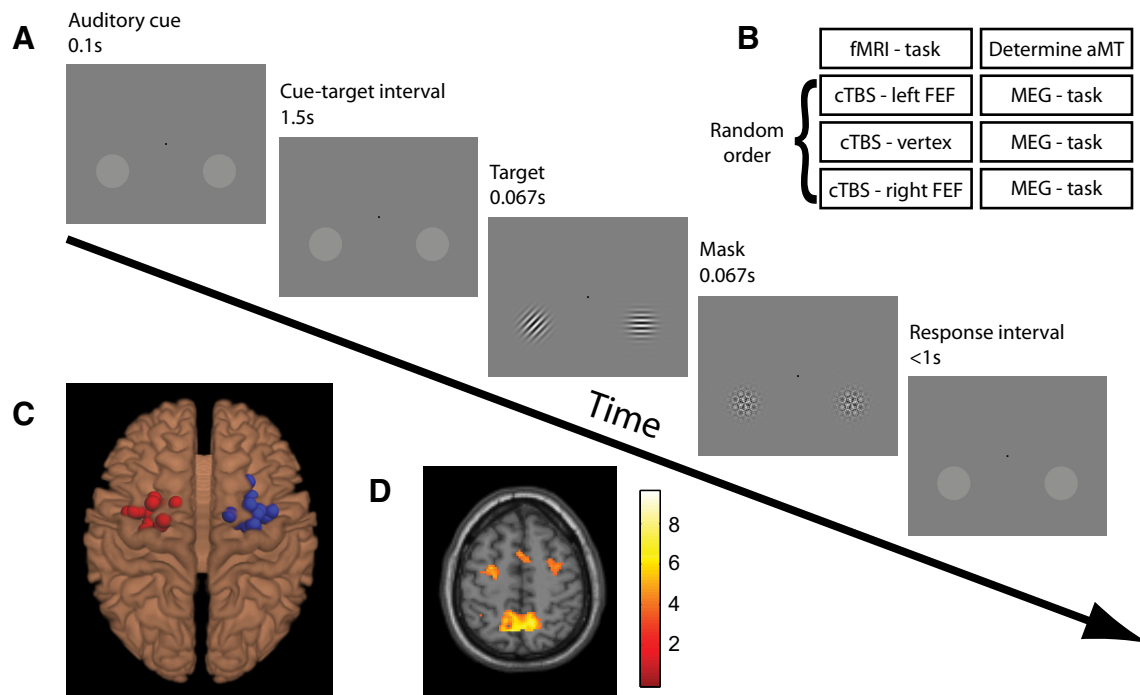 A
Auditory cue
0.1s
Cue-target interval
1.5s
Target
0.067s
Mask
0.067s
Response interval
<1s
Time
B
fMRI - task
Determine aMT
Random
order
cTBS - left FEF
MEG - task
cTBS - vertex
MEG - task
cTBS - right FEF
MEG - task
C
D
8
6
4
2